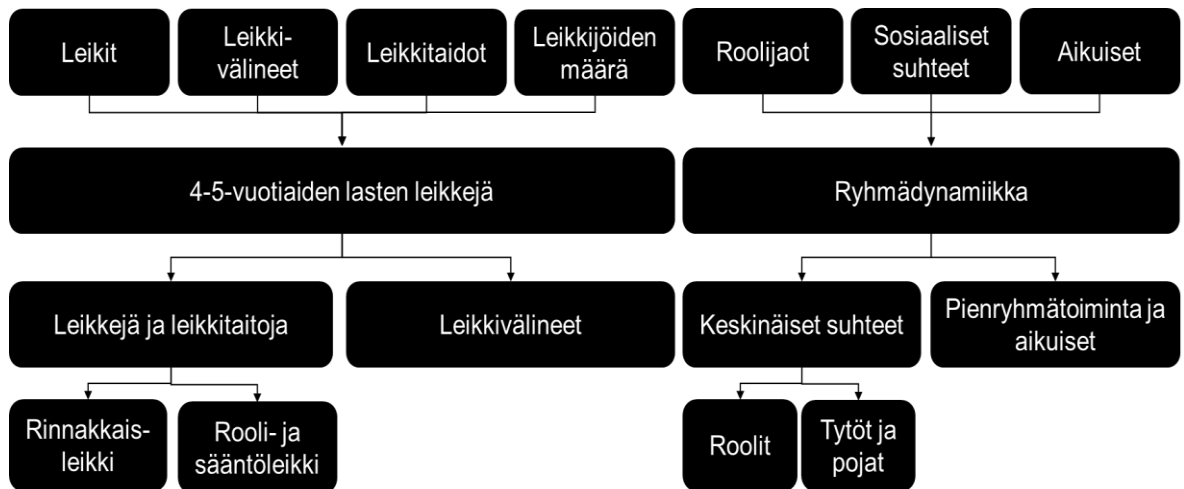 Leikit
Leikki-
välineet
Leikkitaidot
Leikkijöiden
määrä
Roolijaot
Sosiaaliset
suhteet
Aikuiset
4-5-vuotiaiden lasten leikkejä
Ryhmädynamiikka
Leikkejä ja leikkitaitoja
Leikkivälineet
Keskinäiset suhteet
Pienryhmätoiminta ja
aikuiset
Rinnakkais-
leikki
Rooli- ja
sääntöleikki
Roolit
Tytöt ja
pojat